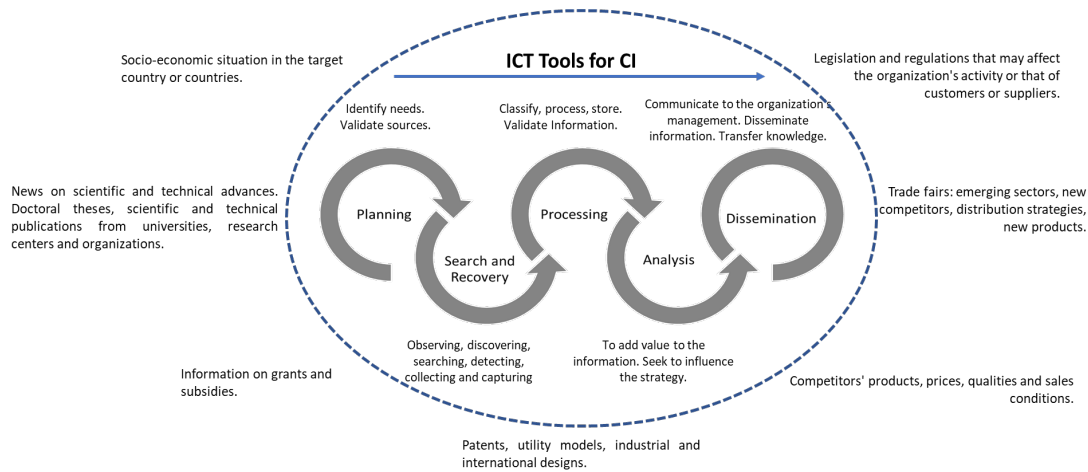 Socio-economic situation in the target
country or countries.
ICT Tools for CI
Legislation and regulations that may affect
the organization's activity or that of
customers or suppliers.
Identify needs.
Validate sources.
Classify, process, store.
Validate Information.
Communicate to the organization's
management. Disseminate
information. Transfer knowledge.
News on scientific and technical advances.
Doctoral theses, scientific and technical
publications from universities, research
centers and organizations.
Planning
Processing
Dissemination
Trade fairs: emerging sectors, new
competitors, distribution strategies,
new products.
Search and
Recovery
Analysis
Observing, discovering,
searching, detecting,
collecting and capturing
To add value to the
information. Seek to influence
the strategy.
Information on grants and
subsidies.
Competitors' products, prices, qualities and sales
conditions.
Patents, utility models, industrial and
international designs.